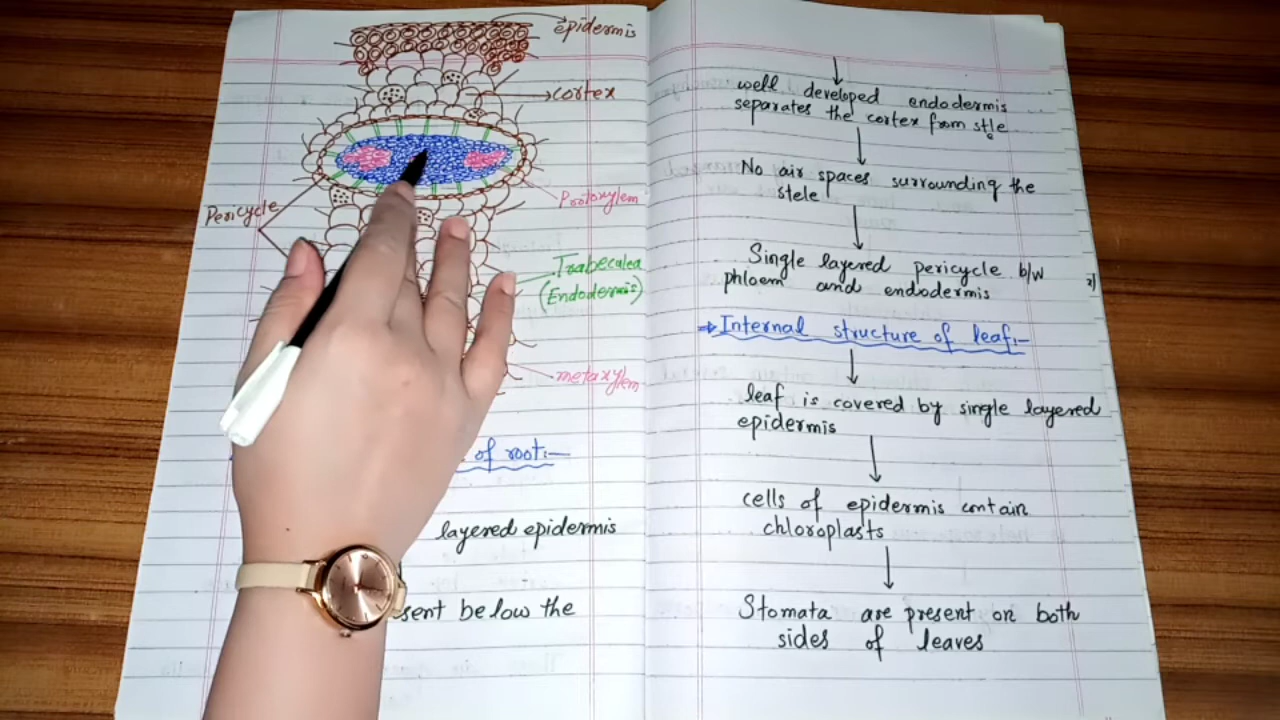 epidermis
cortex
Protoxylem
Pericycle
Trabeculea
(Endodermis)
metaxylem
of root:-
layered epidermis
sent below the
well developed endodermis
separates the cortex from stele
No air spaces surrounding the
stele
Single layered pericycle b/w
phloem and endodermis
⇒ Internal structure of leaf:-
leaf is covered by single layered
epidermis
cells of epidermis contain
chloroplasts
Stomata are present on both
sides of leaves